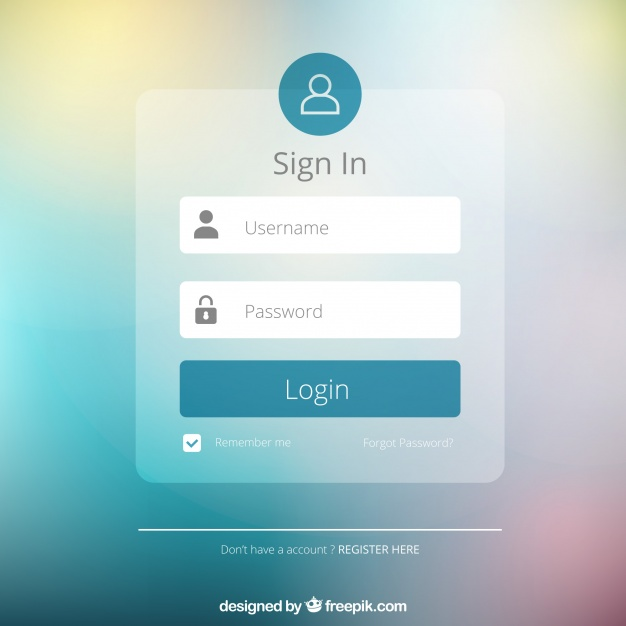 Sign In
Username
Password
Login
Remember me Forgot Password?
Don't have a account ? REGISTER HERE
designed by freepik.com